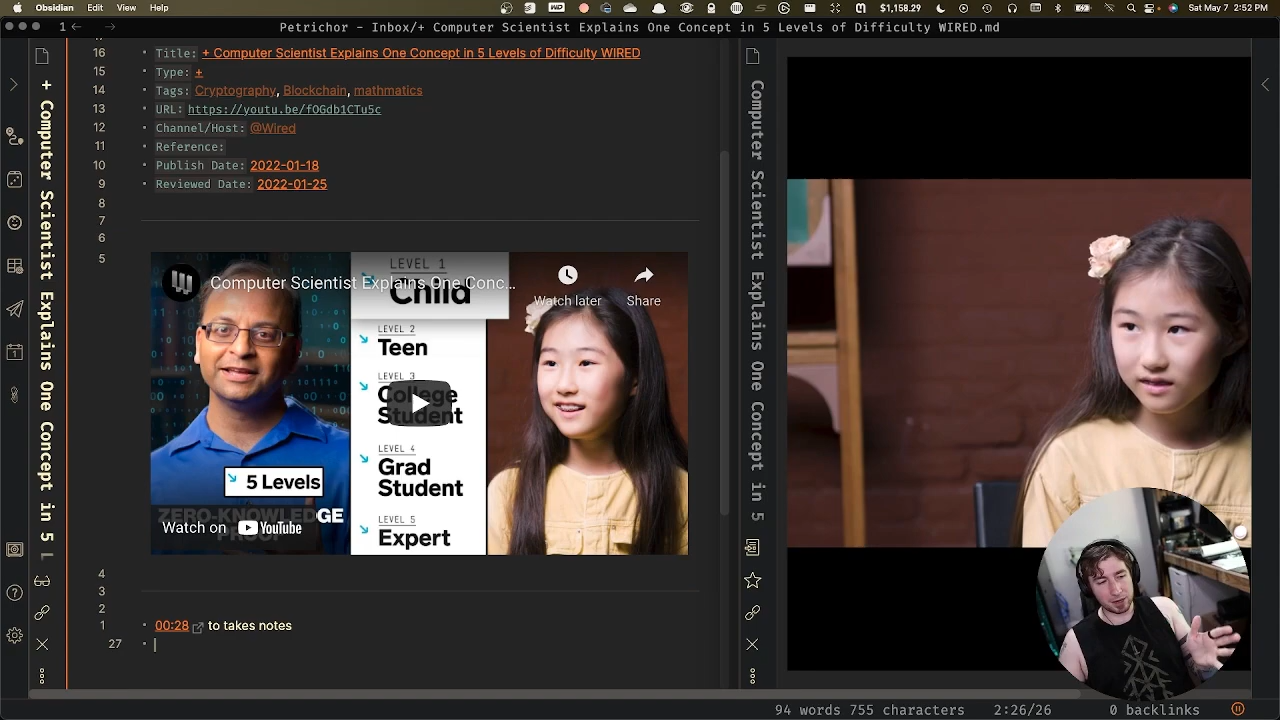 Obsidian File Edit View Window Help
$1,158.29
Sat May 7 2:52 PM
1
Petrichor - Inbox/+ Computer Scientist Explains One Concept in 5 Levels of Difficulty WIRED.md
+ Computer Scientist Explains One Concept in 5 L
16 Title: + Computer Scientist Explains One Concept in 5 Levels of Difficulty WIRED
15 Type: +
14 Tags: Cryptography, Blockchain, mathmatics
13 URL: https://youtu.be/fOGdb1CTu5c
12 Channel/Host: @Wired
11 Reference:
10 Publish Date: 2022-01-18
9 Reviewed Date: 2022-01-25
8
7
6
5
Computer Scientist Explains One Conc...
Watch later
Share
LEVEL 1
Child
LEVEL 2
Teen
LEVEL 3
College
Student
LEVEL 4
Grad
Student
LEVEL 5
Expert
5 Levels
ZERO-KNOWLEDGE
PROOF
Watch on YouTube
4
3
2
1 00:28 to takes notes
27
Computer Scientist Explains One Concept in 5
94 words 755 characters 2:26/26 0 backlinks